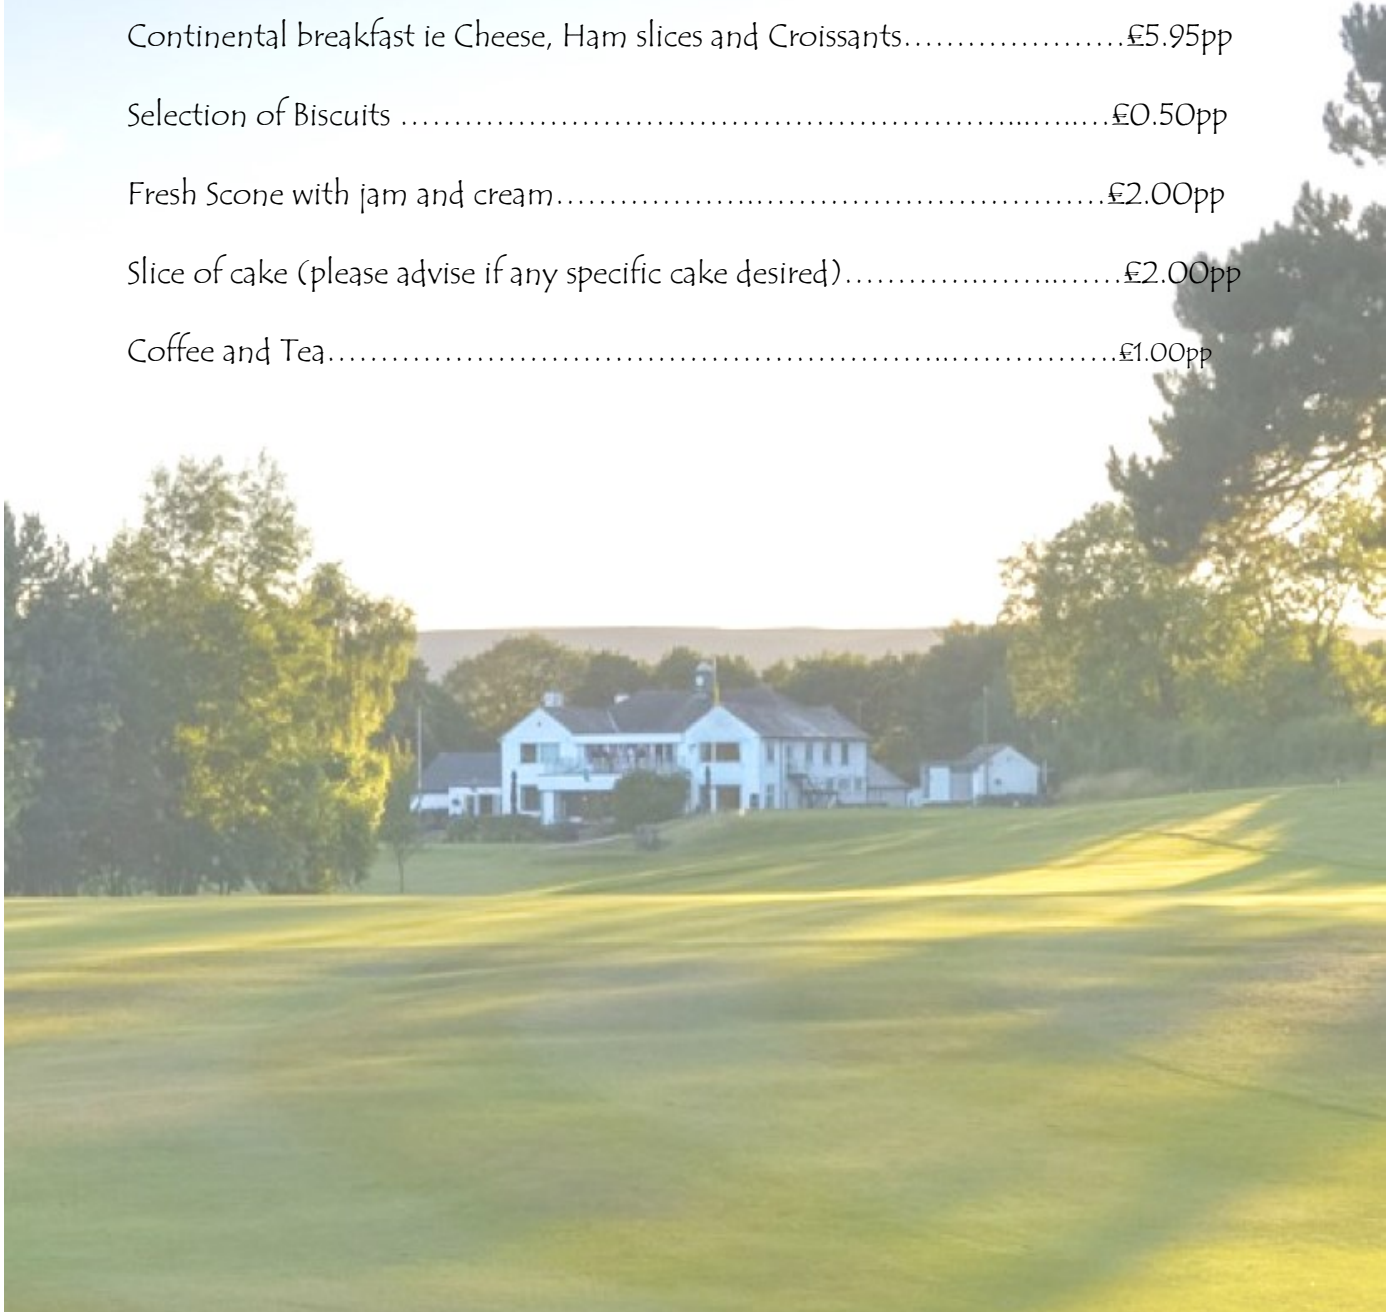 Continental breakfast ie Cheese, Ham slices and Croissants…………………£5.95pp
Selection of Biscuits …………………………………………………...…..…£0.50pp
Fresh Scone with jam and cream……………….……………………………£2.00pp
Slice of cake (please advise if any specific cake desired)………….……..……£2.00pp
Coffee and Tea…………………………………………………..…………….£1.00pp